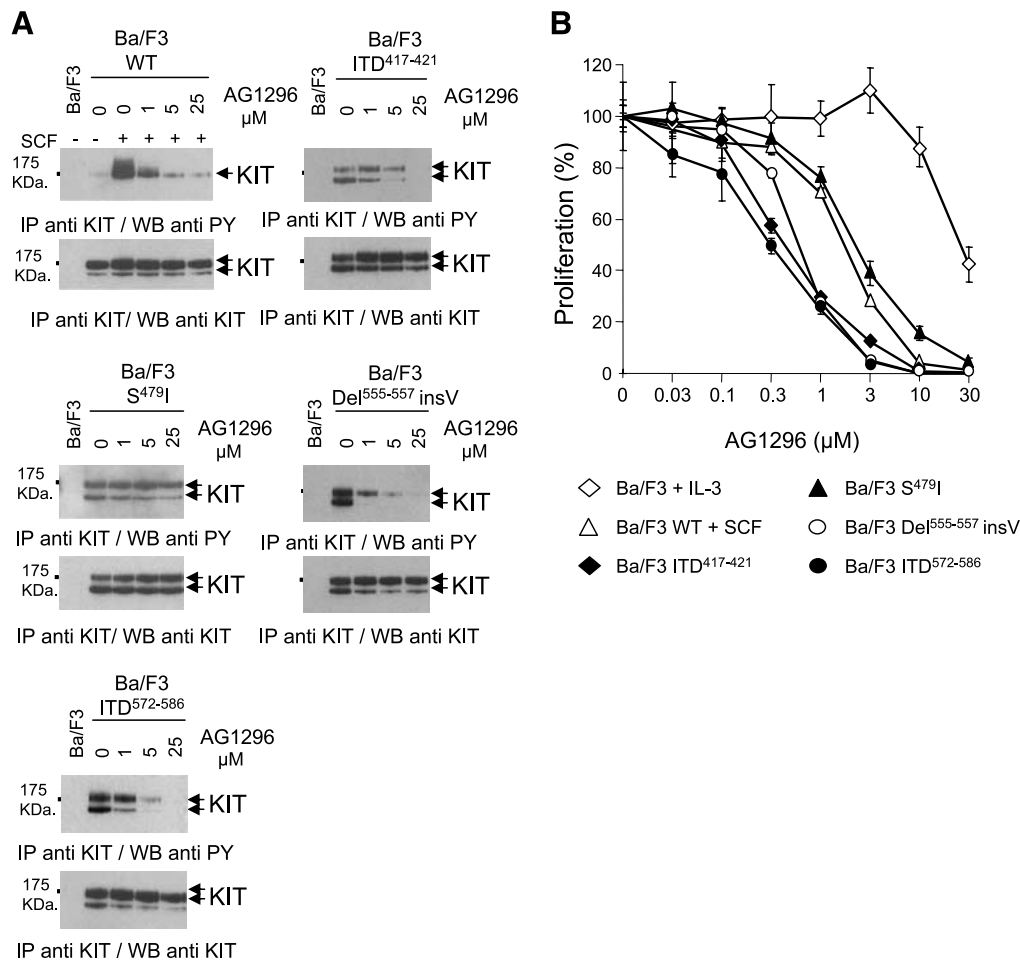 A
Ba/F3
WT
Ba/F3 0 0 1 5 25 AG1296
µM
SCF - - + + + +
175
KDa.
KIT
IP anti KIT / WB anti PY
175
KDa.
KIT
IP anti KIT/ WB anti KIT
Ba/F3
ITD417-421
Ba/F3 0 1 5 25 AG1296
µM
175
KDa.
KIT
IP anti KIT / WB anti PY
175
KDa.
KIT
IP anti KIT / WB anti KIT
Ba/F3
S479I
Ba/F3 0 1 5 25 AG1296
µM
175
KDa.
KIT
IP anti KIT / WB anti PY
175
KDa.
KIT
IP anti KIT/ WB anti KIT
Ba/F3
Del555-557 insV
Ba/F3 0 1 5 25 AG1296
µM
175
KDa.
KIT
IP anti KIT / WB anti PY
175
KDa.
KIT
IP anti KIT / WB anti KIT
Ba/F3
ITD572-586
Ba/F3 0 1 5 25 AG1296
µM
175
KDa.
KIT
IP anti KIT / WB anti PY
175
KDa.
KIT
IP anti KIT / WB anti KIT
B
Proliferation (%)
120
100
80
60
40
20
0
0 0.03 0.1 0.3 1 3 10 30
AG1296 (µM)
Ba/F3 + IL-3
Ba/F3 S479I
Ba/F3 WT + SCF
Ba/F3 Del555-557 insV
Ba/F3 ITD417-421
Ba/F3 ITD572-586